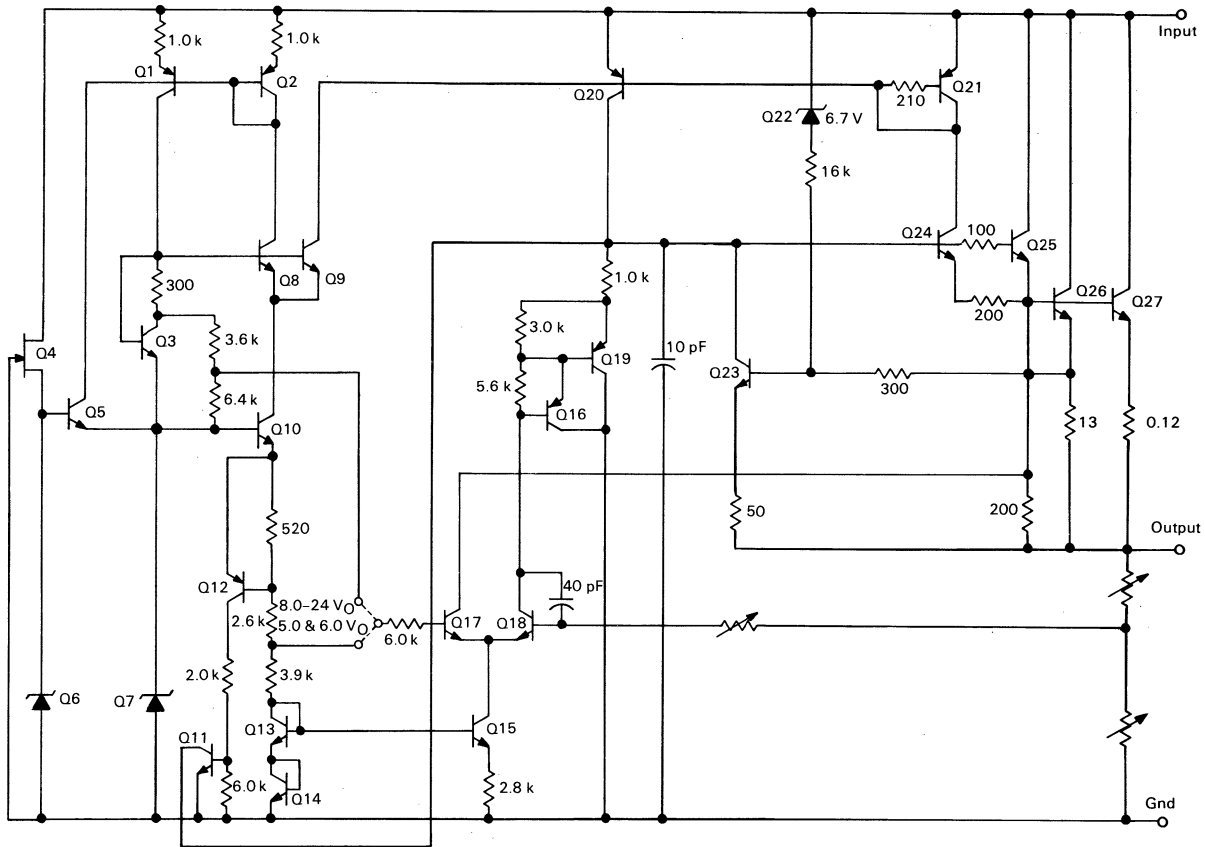 Input
1.0 k
1.0 k
Q1
Q2
Q20
210
Q21
Q22
6.7 V
16 k
Q24
100
Q25
Q8
Q9
300
1.0 k
Q26
Q27
200
3.0 k
Q3
3.6 k
Q4
10 pF
Q19
Q23
300
5.6 k
6.4 k
Q5
Q16
13
0.12
Q10
50
200
520
Output
Q12
40 pF
8.0–24 VO
2.6 k
5.0 & 6.0 VO
6.0 k
Q17
Q18
2.0 k
3.9 k
Q6
Q7
Q13
Q15
Q11
6.0 k
Q14
2.8 k
Gnd